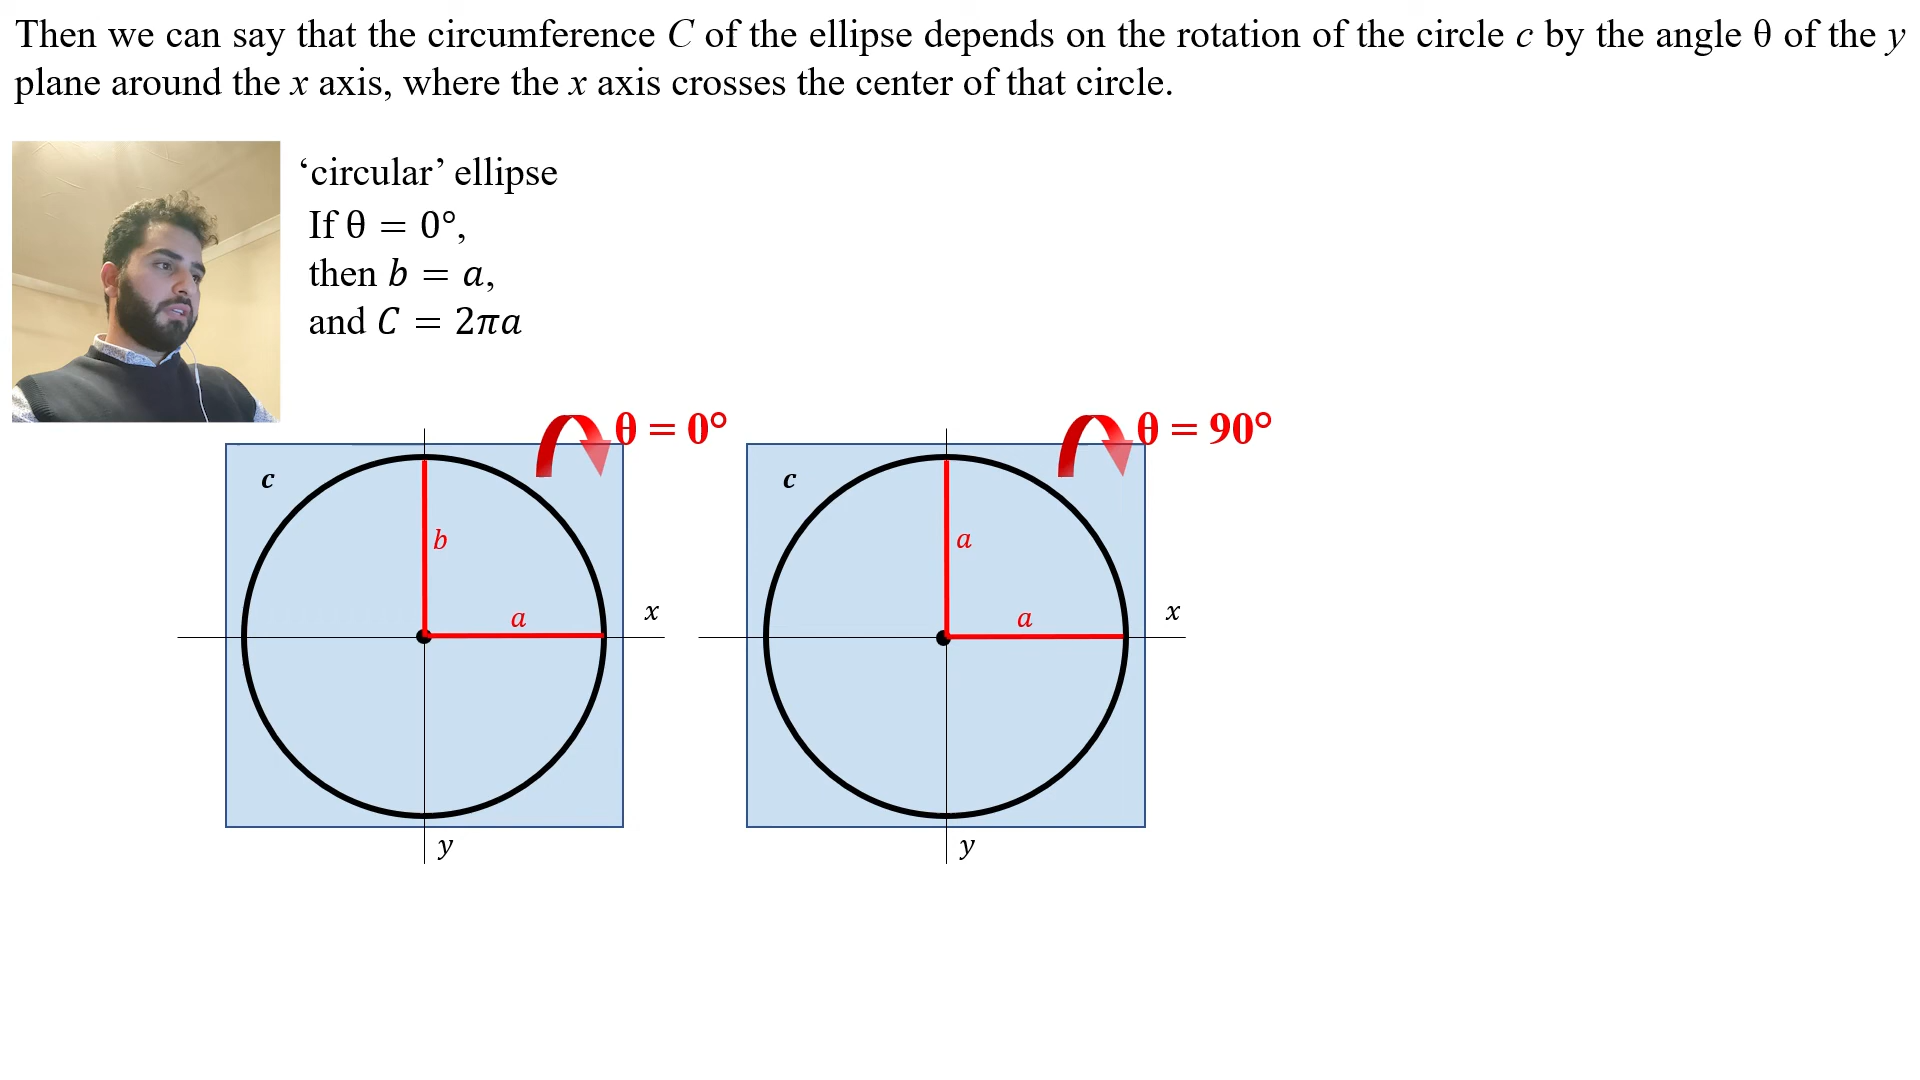 Then we can say that the circumference C of the ellipse depends on the rotation of the circle c by the angle θ of the y
plane around the x axis, where the x axis crosses the center of that circle.
‘circular’ ellipse
If θ = 0°,
then b = a,
and C = 2πa
θ = 0°
c
b
a
x
y
θ = 90°
c
a
a
x
y